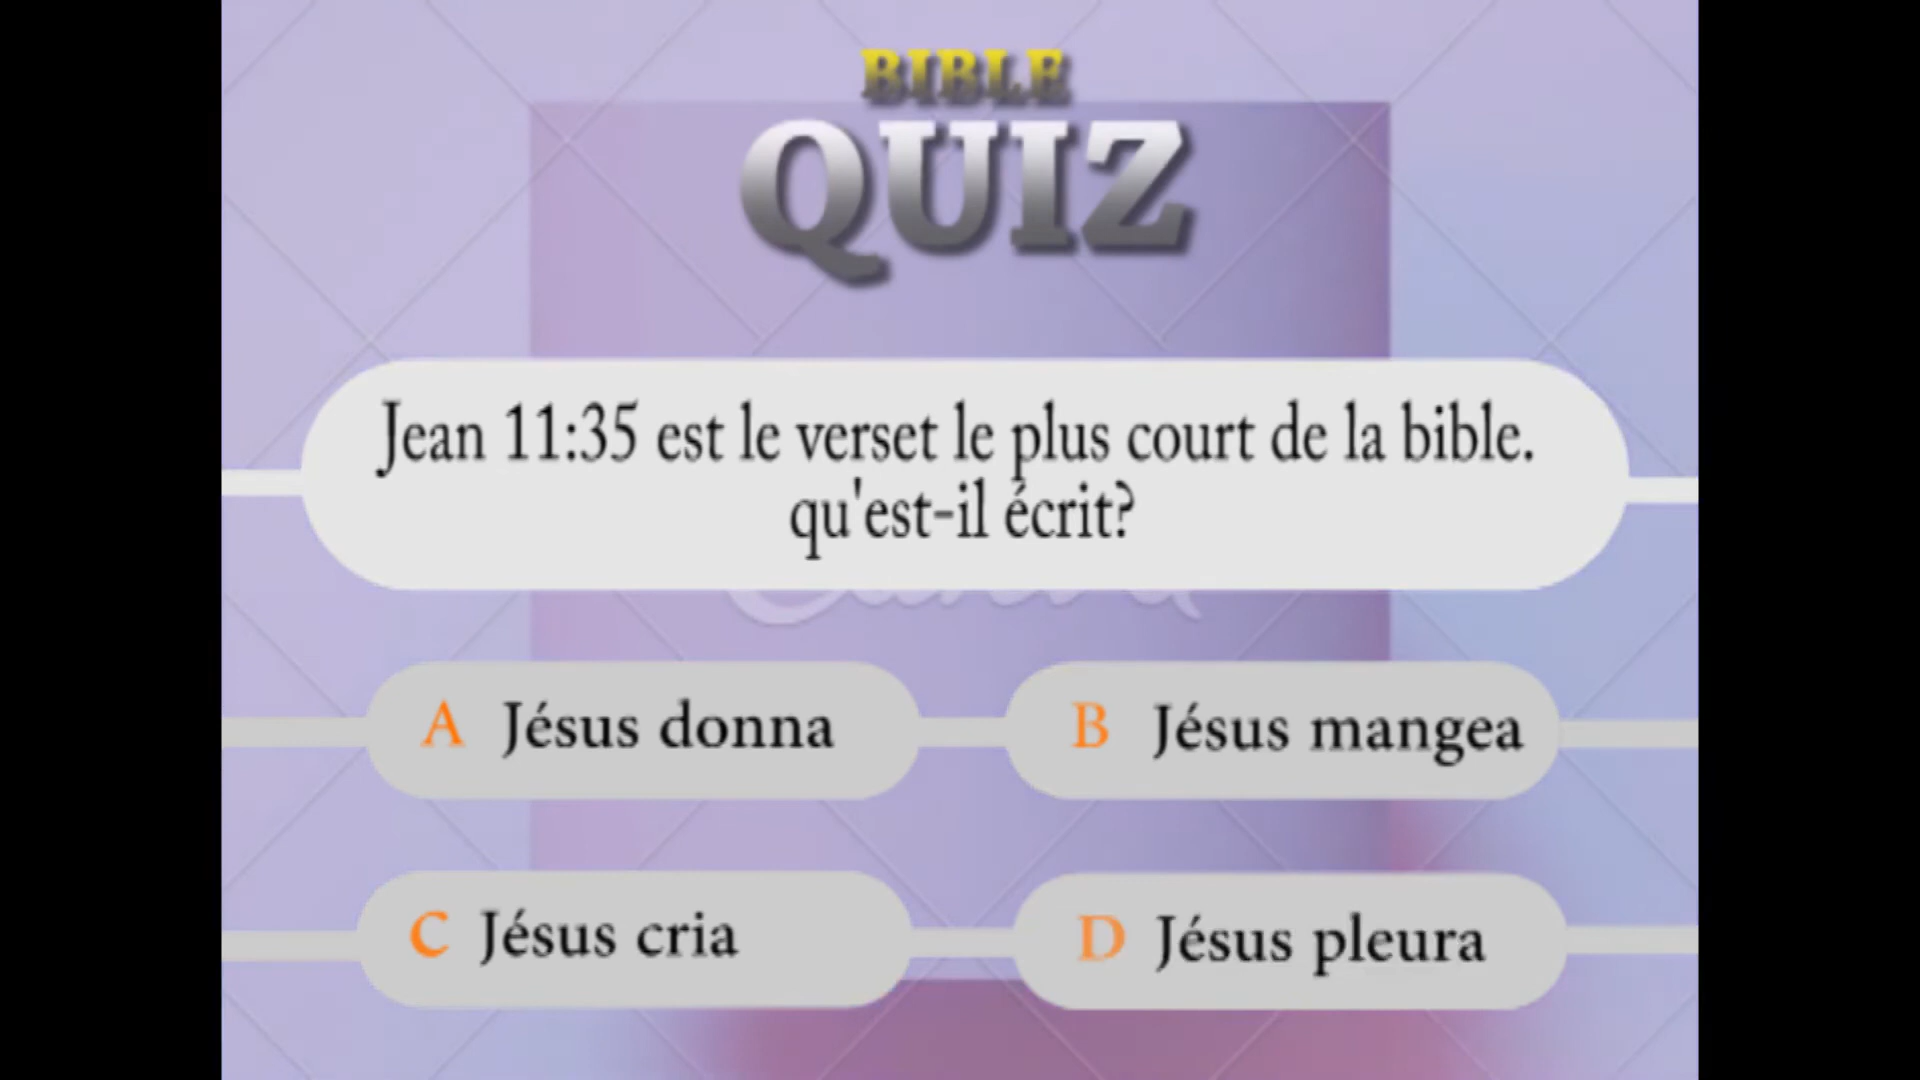 BIBLE
QUIZ
Jean 11:35 est le verset le plus court de la bible.
qu'est-il écrit?
A Jésus donna
B Jésus mangea
C Jésus cria
D Jésus pleura